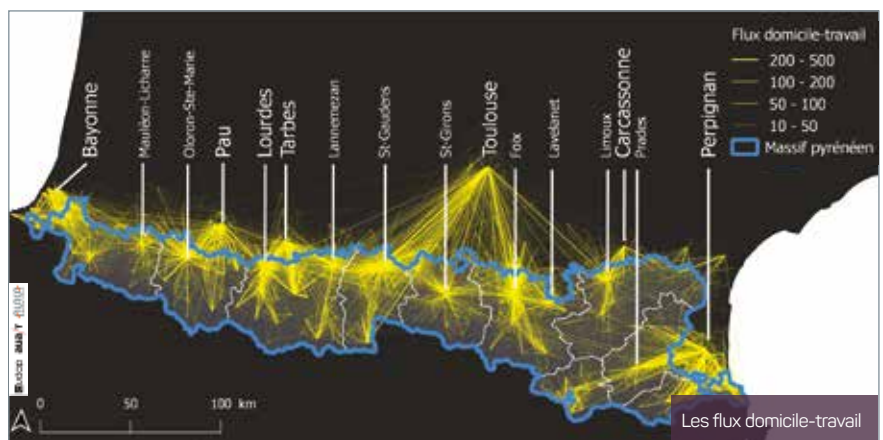 Flux domicile-travail
200 - 500
100 - 200
50 - 100
10 - 50
Massif pyrénéen
Bayonne
Mauléon-Licharre
Oloron-Ste-Marie
Pau
Lourdes
Tarbes
Lannemezan
St-Gaudens
St-Girons
Toulouse
Foix
Lavelanet
Limoux
Carcassonne
Prades
Perpignan
0 50 100 km
Les flux domicile-travail